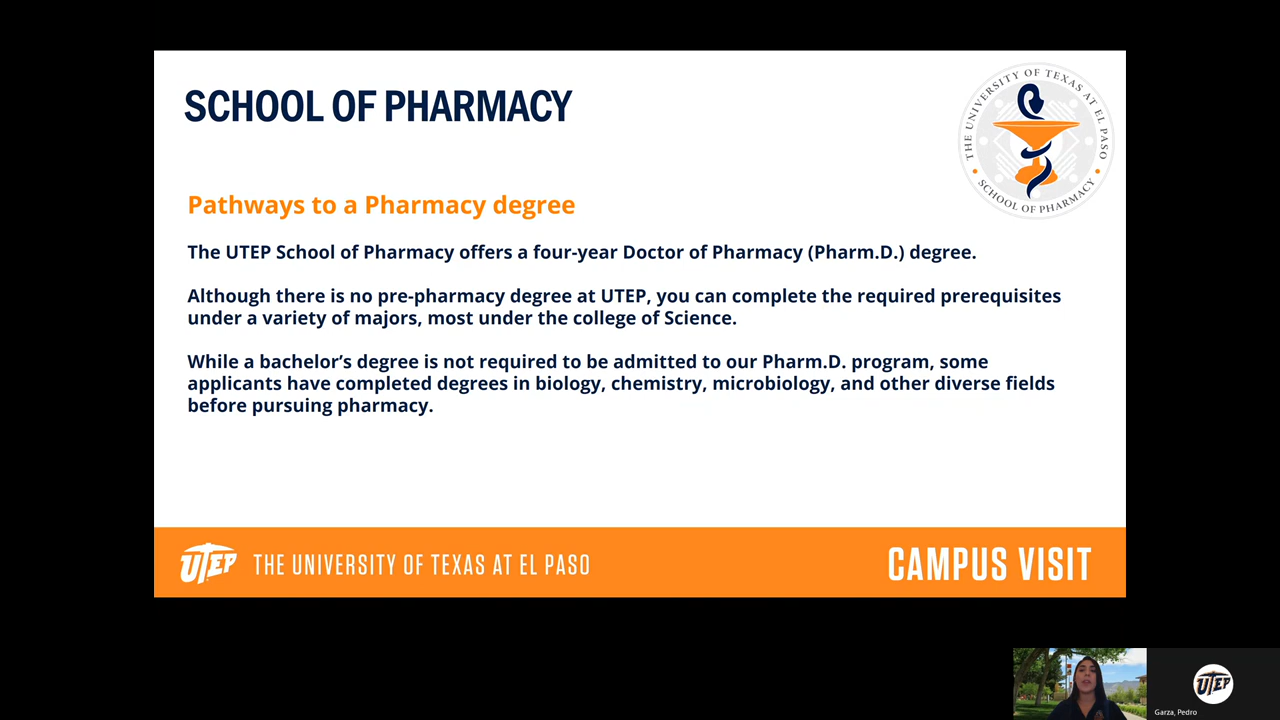 SCHOOL OF PHARMACY
THE UNIVERSITY OF TEXAS AT EL PASO
SCHOOL OF PHARMACY
Pathways to a Pharmacy degree
The UTEP School of Pharmacy offers a four-year Doctor of Pharmacy (Pharm.D.) degree.
Although there is no pre-pharmacy degree at UTEP, you can complete the required prerequisites
under a variety of majors, most under the college of Science.
While a bachelor’s degree is not required to be admitted to our Pharm.D. program, some
applicants have completed degrees in biology, chemistry, microbiology, and other diverse fields
before pursuing pharmacy.
UTEP THE UNIVERSITY OF TEXAS AT EL PASO
CAMPUS VISIT
UTEP
Garza, Pedro